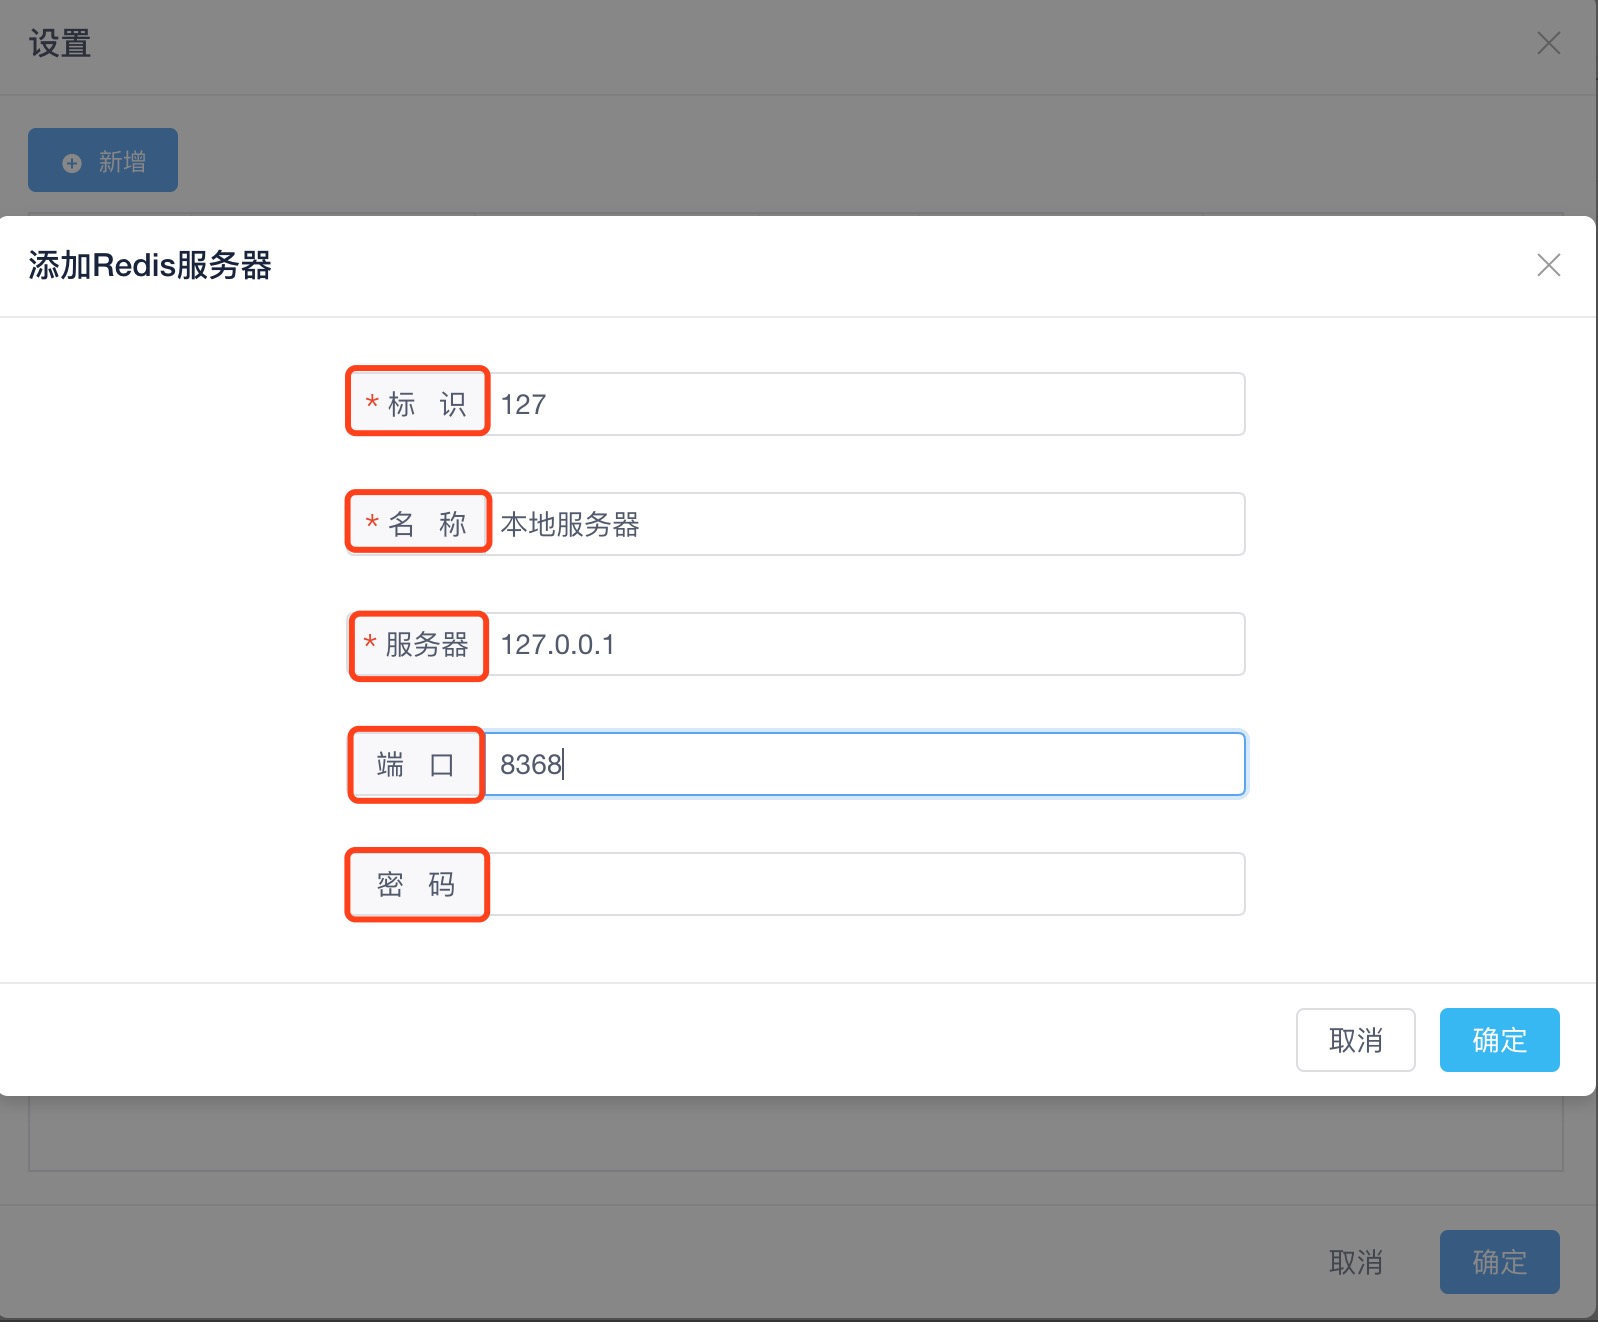 设置
新增
添加Redis服务器
* 标 识 127
* 名 称 本地服务器
* 服务器 127.0.0.1
端 口 8368
密 码
取消 确定
取消 确定